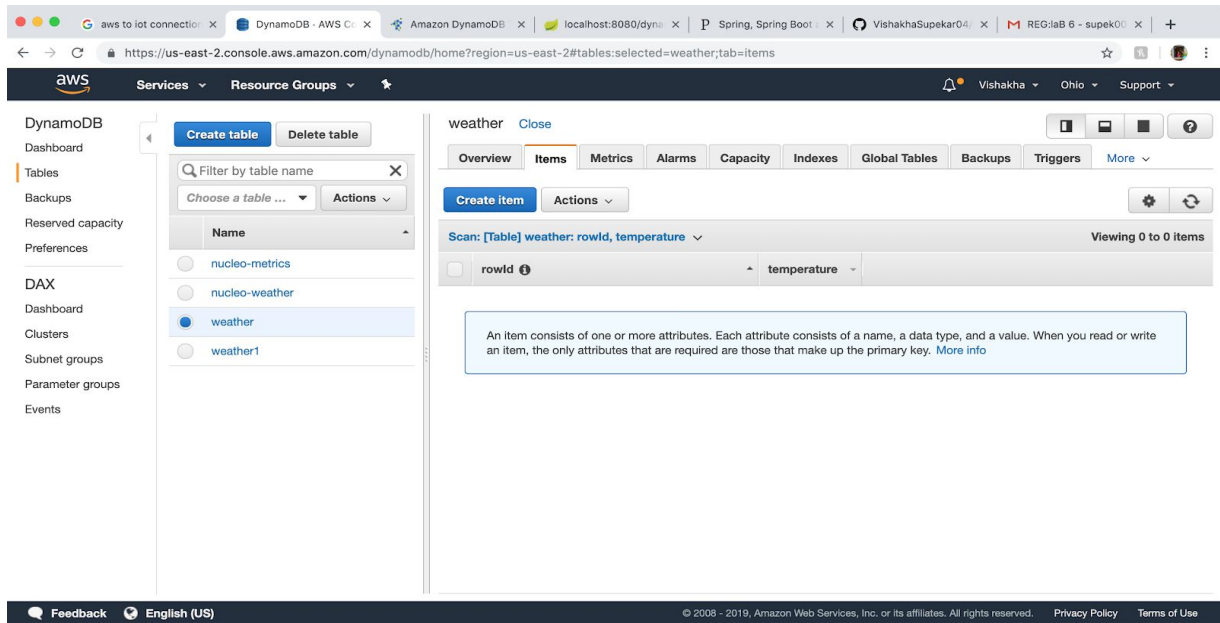 aws to iot connection
DynamoDB · AWS Co
Amazon DynamoDB
localhost:8080/dyna
Spring, Spring Boot
VishakhaSupekar04/
REG:laB 6 - supek00
https://us-east-2.console.aws.amazon.com/dynamodb/home?region=us-east-2#tables:selected=weather;tab=items
aws
Services
Resource Groups
Vishakha
Ohio
Support
DynamoDB
Dashboard
Tables
Backups
Reserved capacity
Preferences
DAX
Dashboard
Clusters
Subnet groups
Parameter groups
Events
Create table
Delete table
Filter by table name
Choose a table ...
Actions
Name
nucleo-metrics
nucleo-weather
weather
weather1
weather Close
Overview
Items
Metrics
Alarms
Capacity
Indexes
Global Tables
Backups
Triggers
More
Create item
Actions
Scan: [Table] weather: rowId, temperature
Viewing 0 to 0 items
rowId
temperature
An item consists of one or more attributes. Each attribute consists of a name, a data type, and a value. When you read or write
an item, the only attributes that are required are those that make up the primary key. More info
Feedback
English (US)
© 2008 - 2019, Amazon Web Services, Inc. or its affiliates. All rights reserved.
Privacy Policy
Terms of Use